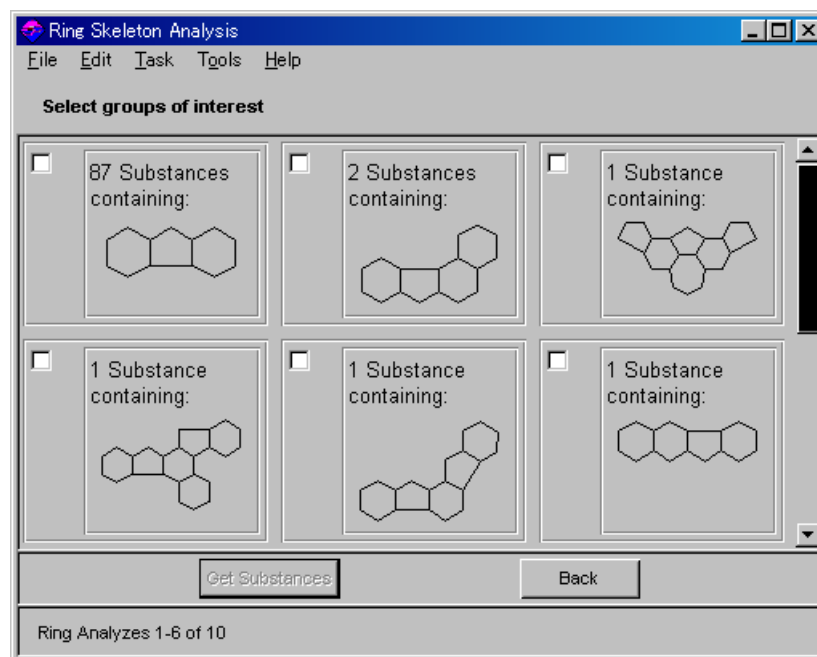 Ring Skeleton Analysis
File Edit Task Tools Help
Select groups of interest
87 Substances
containing:
2 Substances
containing:
1 Substance
containing:
1 Substance
containing:
1 Substance
containing:
1 Substance
containing:
Get Substances
Back
Ring Analyzes 1-6 of 10